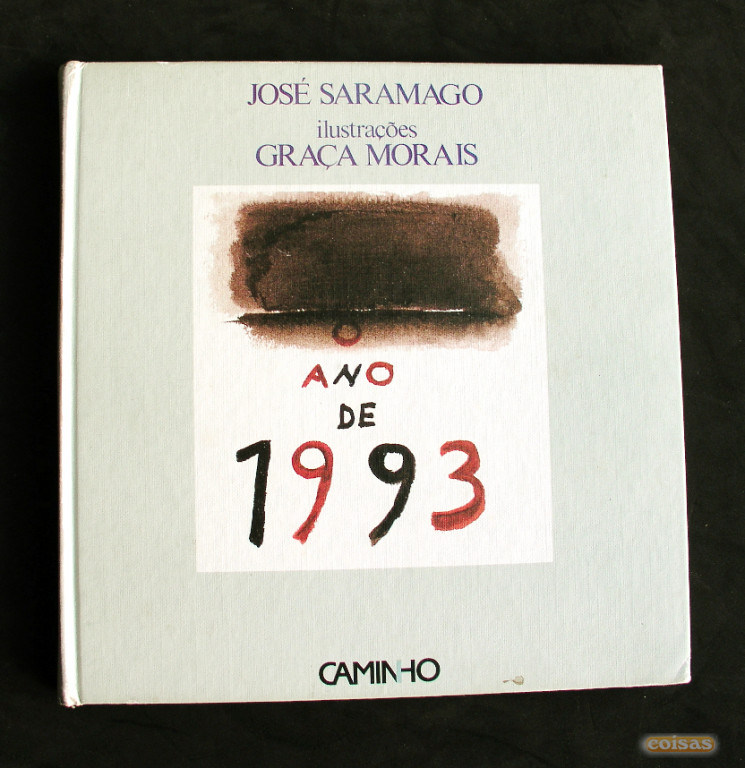 JOSÉ SARAMAGO
ilustrações
GRAÇA MORAIS
O
ANO
DE
1993
CAMINHO
coisas